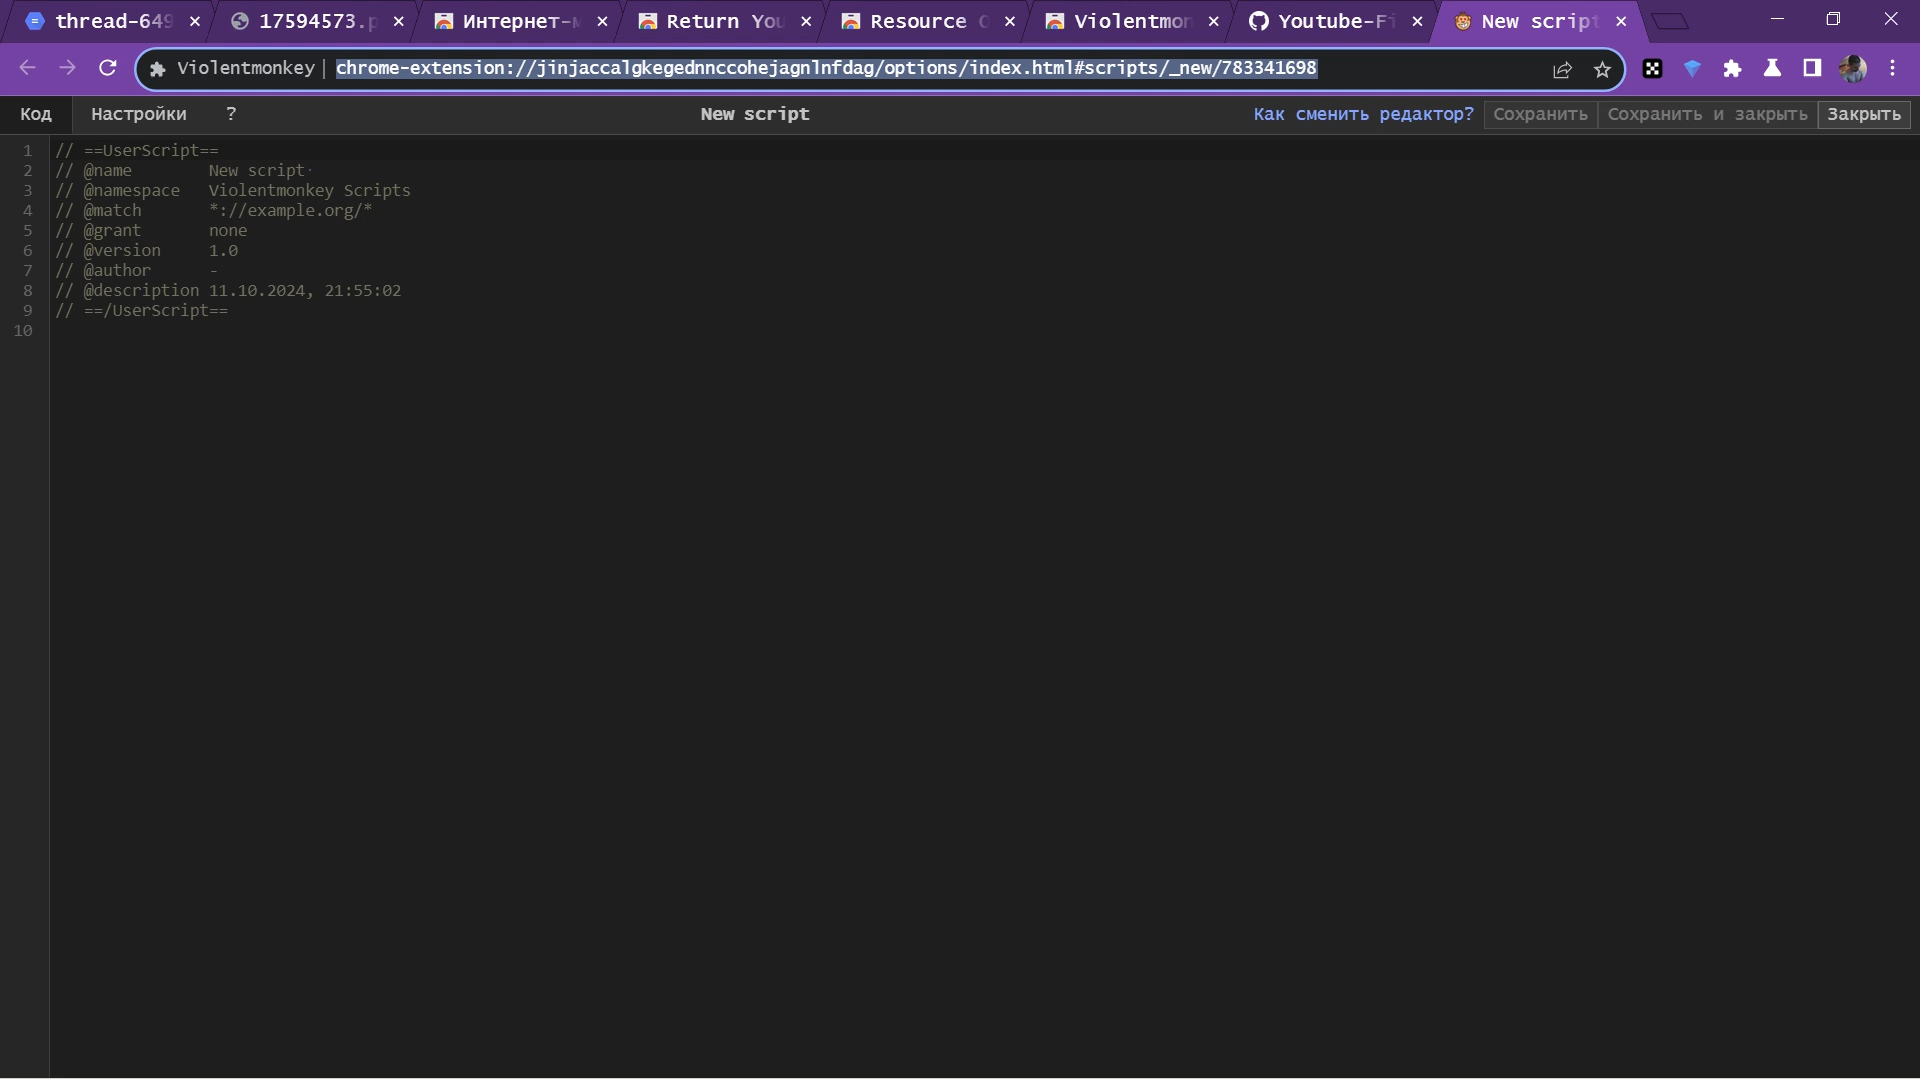 thread-649
17594573.p
Интернет-м
Return You
Resource O
Violentmon
Youtube-Fi
New script
Violentmonkey | chrome-extension://jinjaccalgkegednnccohejagnlnfdag/options/index.html#scripts/_new/783341698
Код Настройки ? New script Как сменить редактор? Сохранить Сохранить и закрыть Закрыть
1 // ==UserScript==
2 // @name New script·
3 // @namespace Violentmonkey Scripts
4 // @match *://example.org/*
5 // @grant none
6 // @version 1.0
7 // @author -
8 // @description 11.10.2024, 21:55:02
9 // ==/UserScript==
10